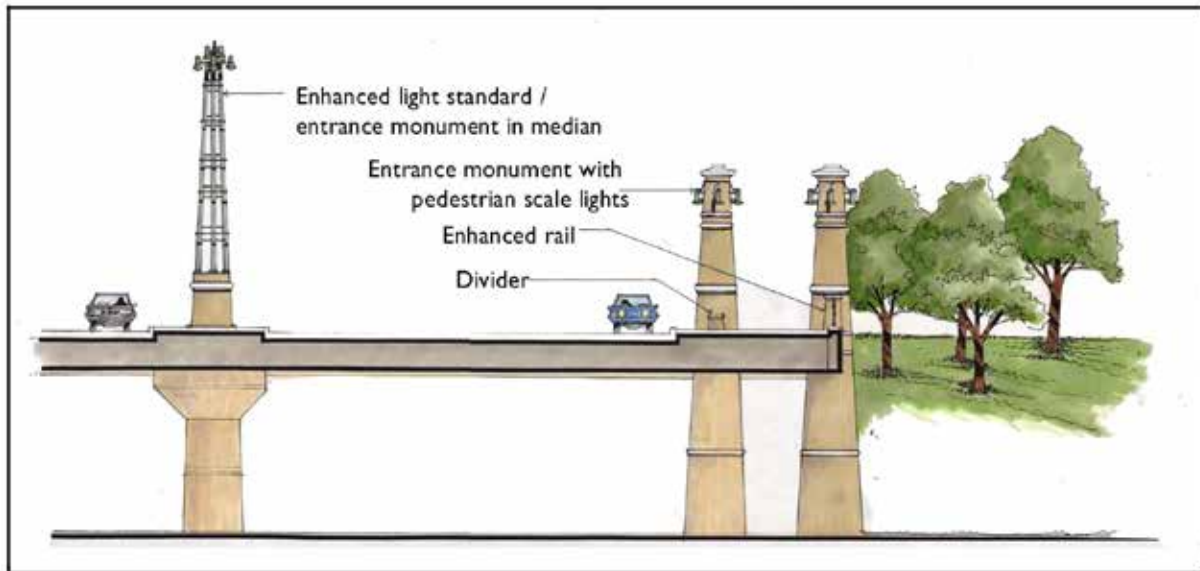 Enhanced light standard /
entrance monument in median
Entrance monument with
pedestrian scale lights
Enhanced rail
Divider